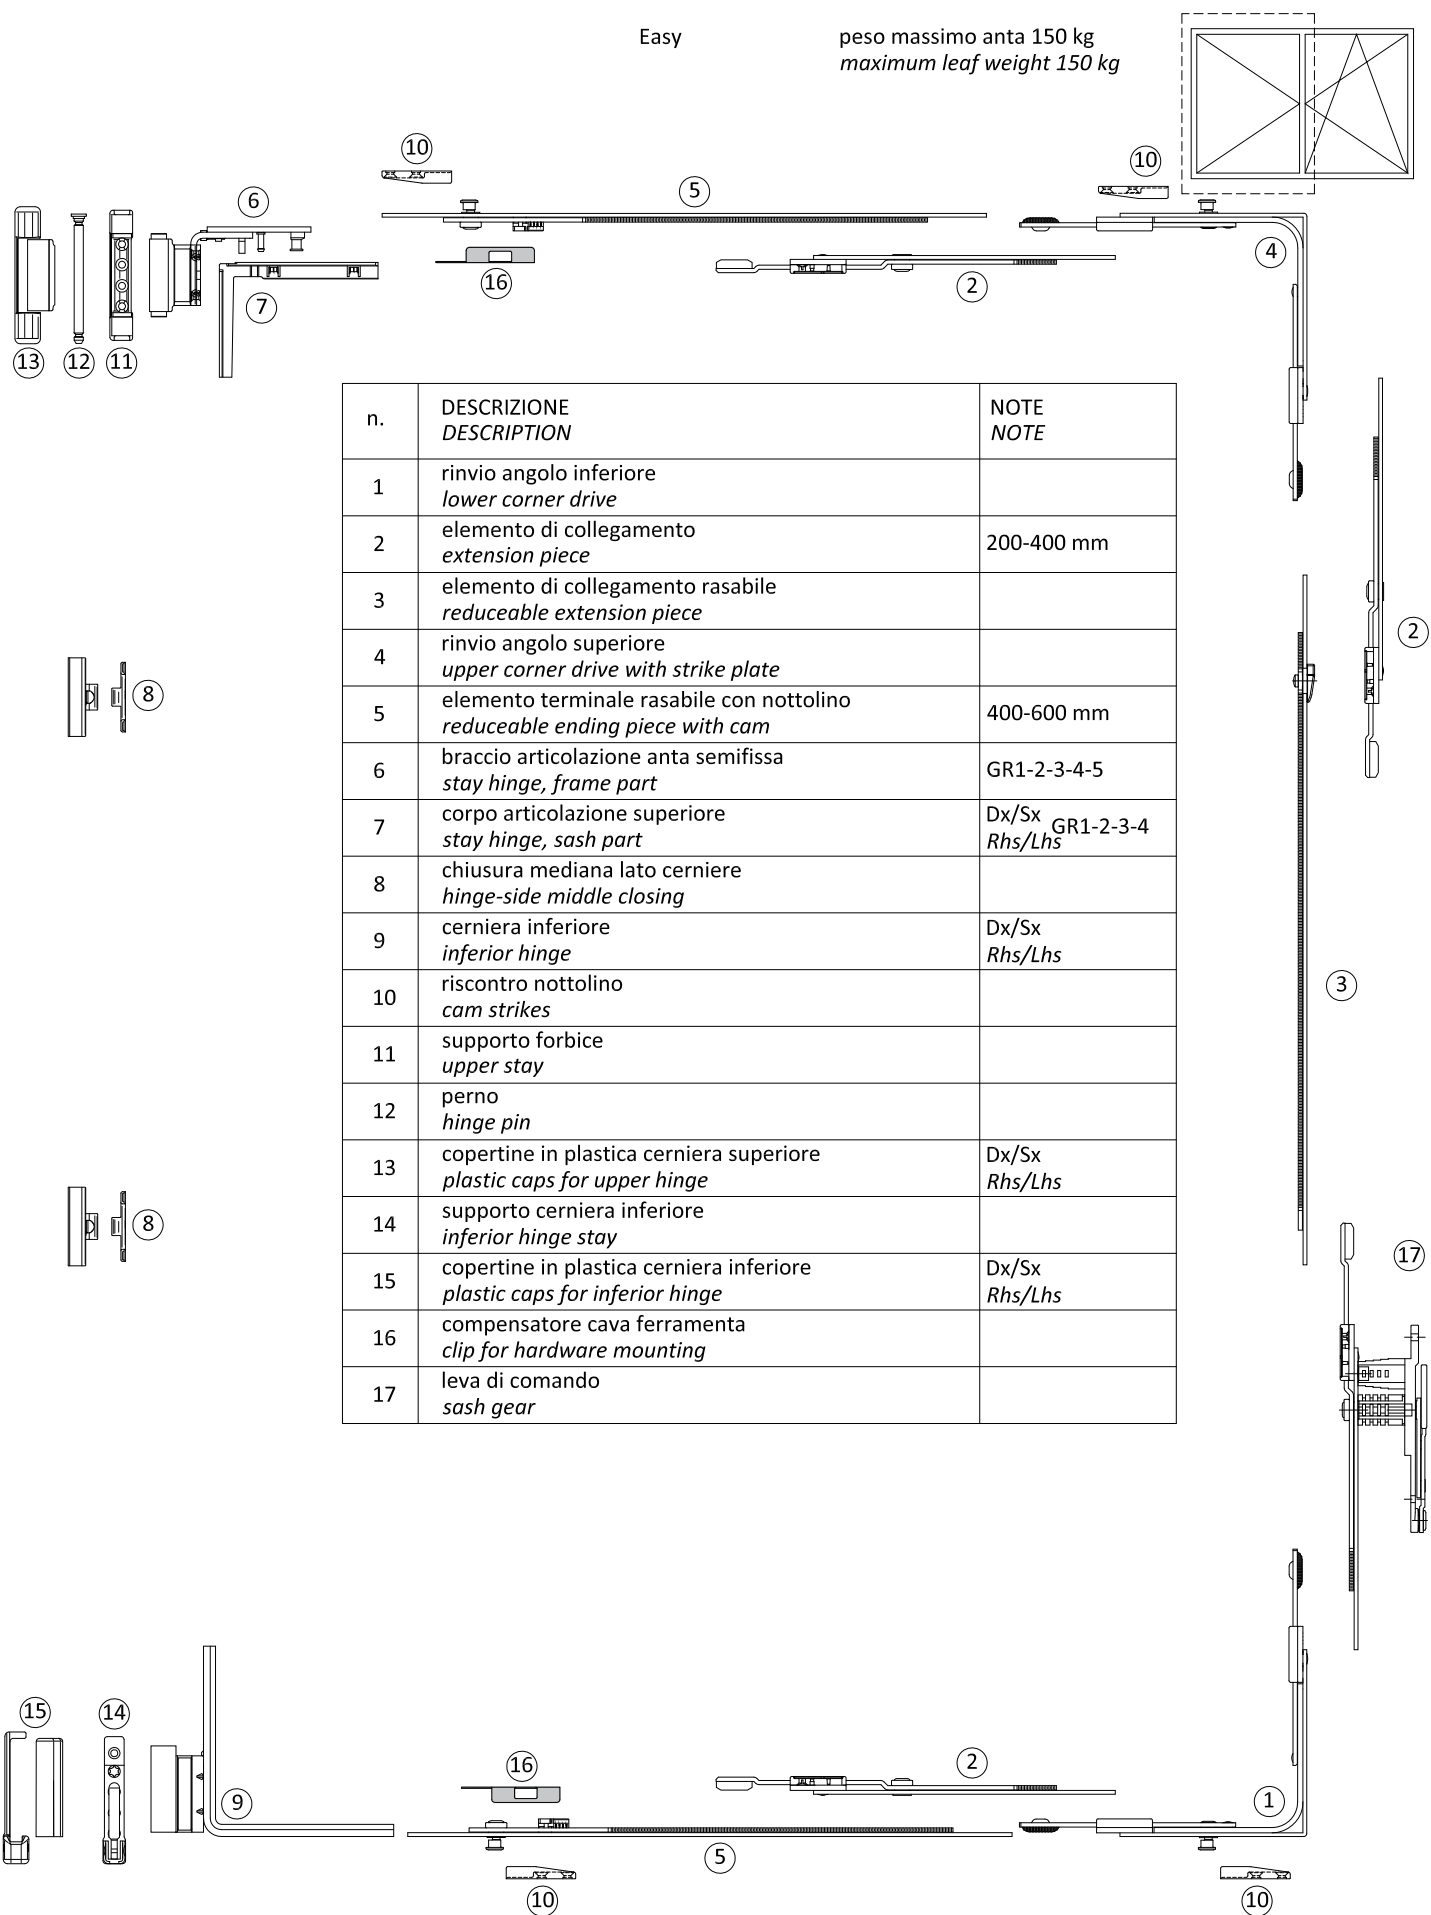 Easy
peso massimo anta 150 kg
maximum leaf weight 150 kg
10
10
5
6
4
16
2
7
13
12
11
n.
DESCRIZIONE
DESCRIPTION
NOTE
NOTE
1
rinvio angolo inferiore
lower corner drive
2
elemento di collegamento
extension piece
200-400 mm
3
elemento di collegamento rasabile
reduceable extension piece
4
rinvio angolo superiore
upper corner drive with strike plate
5
elemento terminale rasabile con nottolino
reduceable ending piece with cam
400-600 mm
6
braccio articolazione anta semifissa
stay hinge, frame part
GR1-2-3-4-5
7
corpo articolazione superiore
stay hinge, sash part
Dx/Sx
Rhs/Lhs
GR1-2-3-4
8
chiusura mediana lato cerniere
hinge-side middle closing
9
cerniera inferiore
inferior hinge
Dx/Sx
Rhs/Lhs
10
riscontro nottolino
cam strikes
11
supporto forbice
upper stay
12
perno
hinge pin
13
copertine in plastica cerniera superiore
plastic caps for upper hinge
Dx/Sx
Rhs/Lhs
14
supporto cerniera inferiore
inferior hinge stay
15
copertine in plastica cerniera inferiore
plastic caps for inferior hinge
Dx/Sx
Rhs/Lhs
16
compensatore cava ferramenta
clip for hardware mounting
17
leva di comando
sash gear
2
8
3
8
17
15
14
16
2
9
1
5
10
10